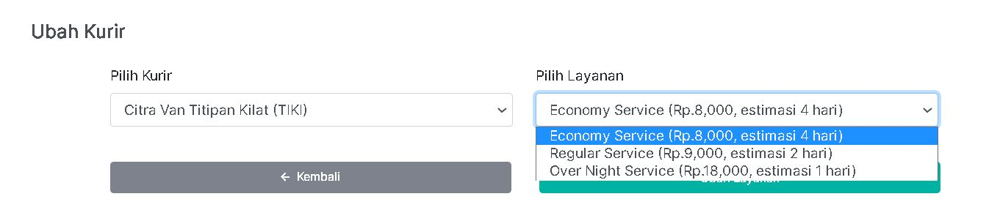 Ubah Kurir
Pilih Kurir
Pilih Layanan
Citra Van Titipan Kilat (TIKI)
Economy Service (Rp.8,000, estimasi 4 hari)
Economy Service (Rp.8,000, estimasi 4 hari)
Regular Service (Rp.9,000, estimasi 2 hari)
Over Night Service (Rp.18,000, estimasi 1 hari)
← Kembali